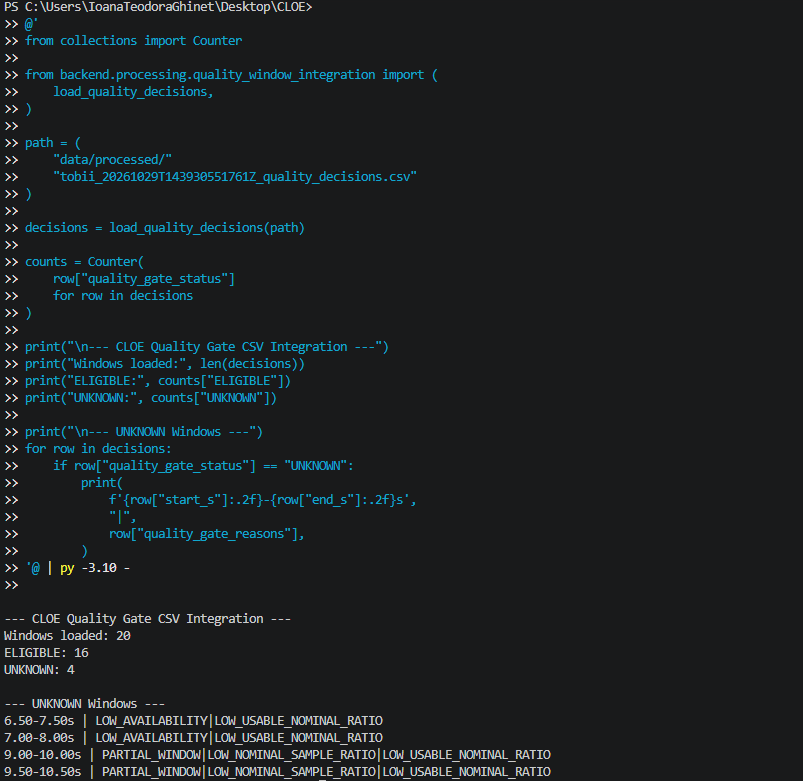 PS C:\Users\IoanaTeodoraGhinet\Desktop\CLOE>
>> @'
>> from collections import Counter
>>
>> from backend.processing.quality_window_integration import (
>>     load_quality_decisions,
>> )
>>
>> path = (
>>     "data/processed/"
>>     "tobii_20261029T143930551761Z_quality_decisions.csv"
>> )
>>
>> decisions = load_quality_decisions(path)
>>
>> counts = Counter(
>>     row["quality_gate_status"]
>>     for row in decisions
>> )
>>
>> print("\n--- CLOE Quality Gate CSV Integration ---")
>> print("Windows loaded:", len(decisions))
>> print("ELIGIBLE:", counts["ELIGIBLE"])
>> print("UNKNOWN:", counts["UNKNOWN"])
>>
>> print("\n--- UNKNOWN Windows ---")
>> for row in decisions:
>>     if row["quality_gate_status"] == "UNKNOWN":
>>         print(
>>             f'{row["start_s"]:.2f}-{row["end_s"]:.2f}s',
>>             "|",
>>             row["quality_gate_reasons"],
>>         )
>> '@ | py -3.10 -
>>
--- CLOE Quality Gate CSV Integration ---
Windows loaded: 20
ELIGIBLE: 16
UNKNOWN: 4
--- UNKNOWN Windows ---
6.50-7.50s | LOW_AVAILABILITY|LOW_USABLE_NOMINAL_RATIO
7.00-8.00s | LOW_AVAILABILITY|LOW_USABLE_NOMINAL_RATIO
9.00-10.00s | PARTIAL_WINDOW|LOW_NOMINAL_SAMPLE_RATIO|LOW_USABLE_NOMINAL_RATIO
9.50-10.50s | PARTIAL_WINDOW|LOW_NOMINAL_SAMPLE_RATIO|LOW_USABLE_NOMINAL_RATIO